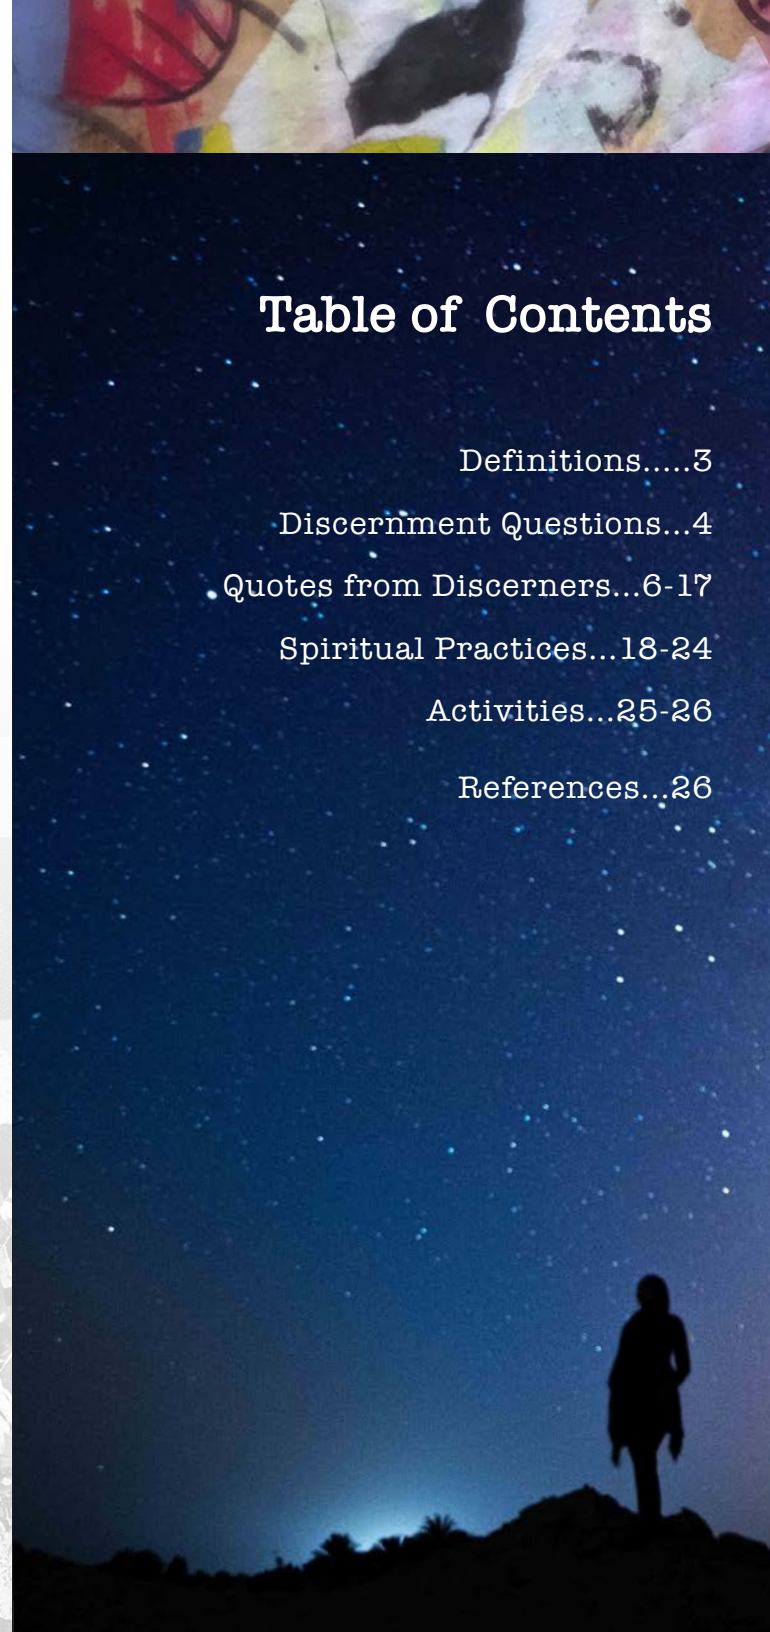 Table of Contents
Definitions.....3
Discernment Questions...4
Quotes from Discerners...6-17
Spiritual Practices...18-24
Activities...25-26
References...26